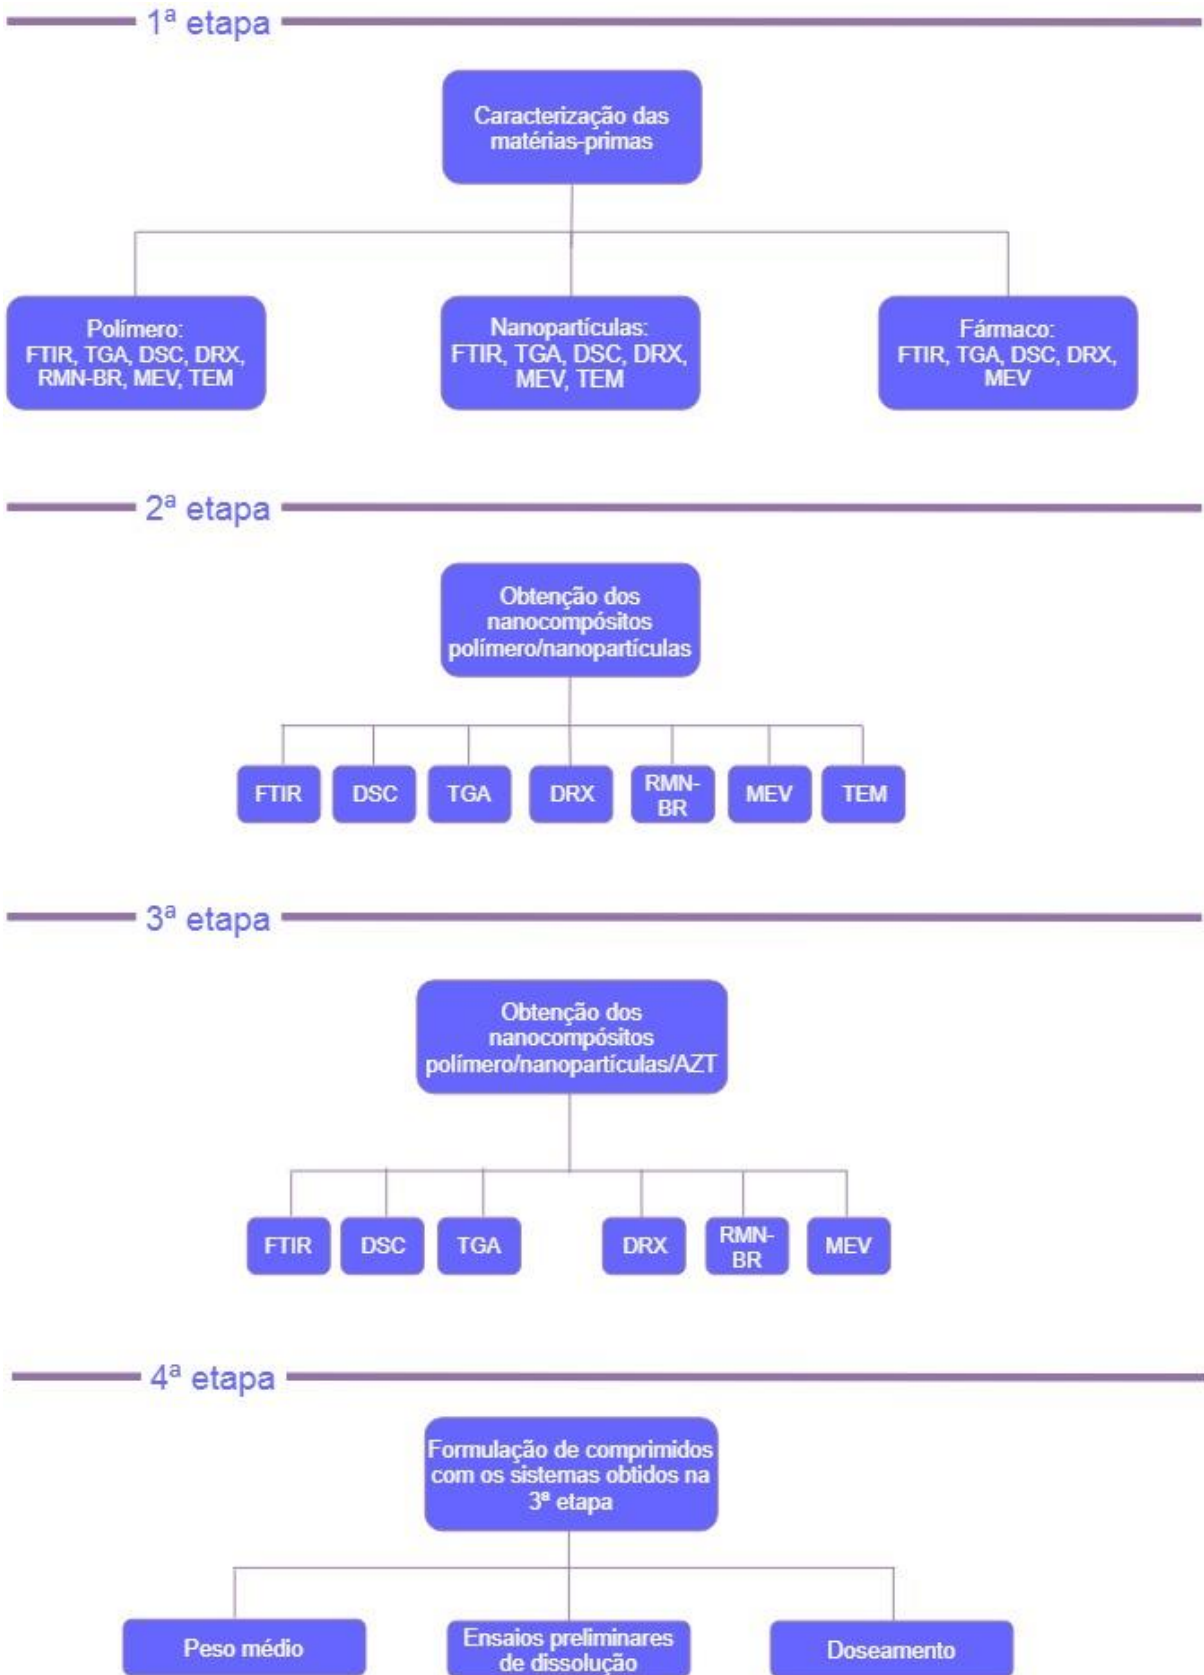 1ª etapa
Caracterização das
matérias-primas
Polímero:
FTIR, TGA, DSC, DRX,
RMN-BR, MEV, TEM
Nanopartículas:
FTIR, TGA, DSC, DRX,
MEV, TEM
Fármaco:
FTIR, TGA, DSC, DRX,
MEV
2ª etapa
Obtenção dos
nanocompósitos
polímero/nanopartículas
FTIR
DSC
TGA
DRX
RMN-
BR
MEV
TEM
3ª etapa
Obtenção dos
nanocompósitos
polímero/nanopartículas/AZT
FTIR
DSC
TGA
DRX
RMN-
BR
MEV
4ª etapa
Formulação de comprimidos
com os sistemas obtidos na
3ª etapa
Peso médio
Ensaios preliminares
de dissolução
Doseamento